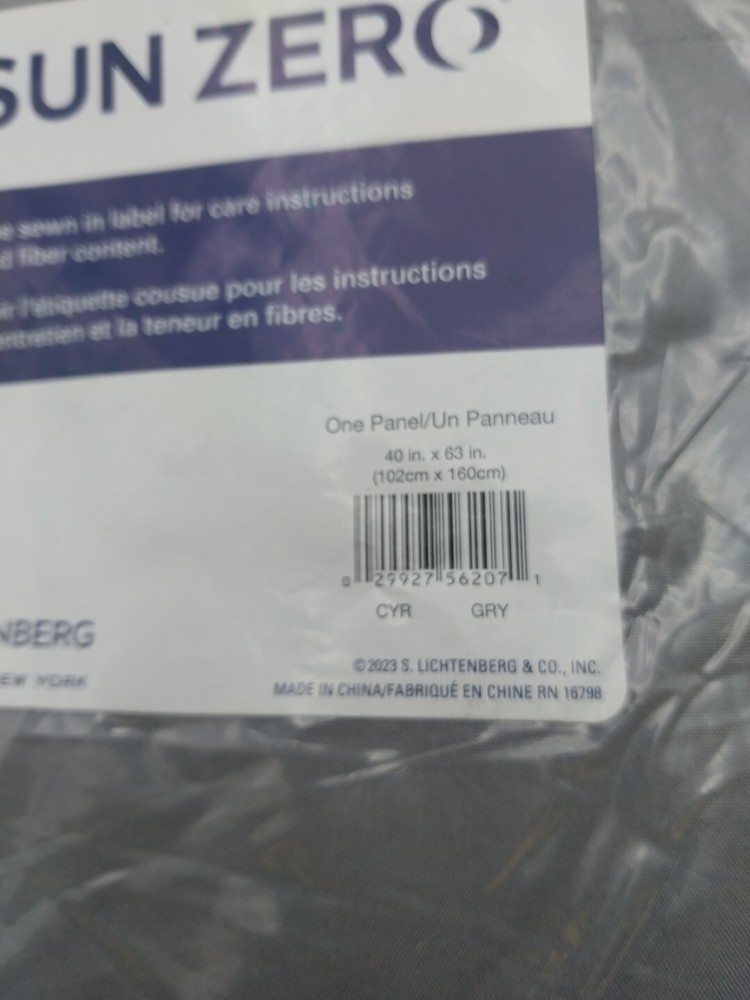 SUN ZERO
sewn in label for care instructions
fiber content.
l'étiquette cousue pour les instructions
et la teneur en fibres.
One Panel/Un Panneau
40 in. x 63 in.
(102cm x 160cm)
0 29927 56207 1
CYR GRY
NBERG
EW YORK
©2023 S. LICHTENBERG & CO., INC.
MADE IN CHINA/FABRIQUÉ EN CHINE RN 16798